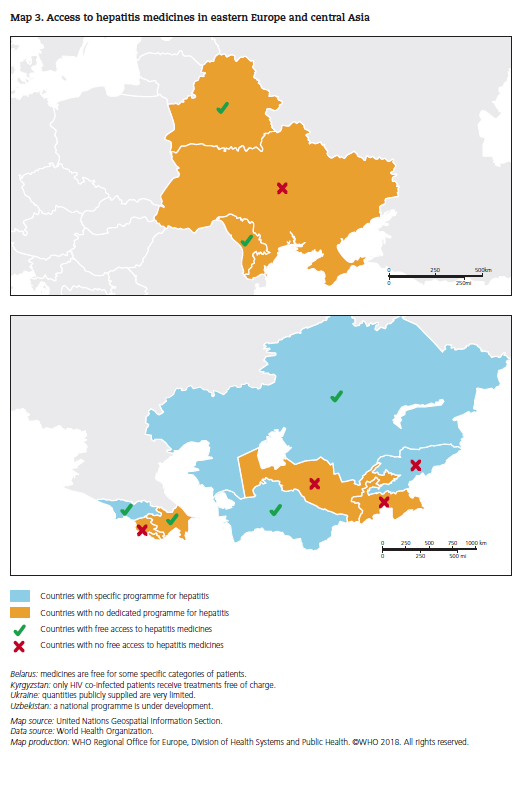 Map 3. Access to hepatitis medicines in eastern Europe and central Asia
0 250 500km
0 250mi
0 250 500 750 1000 km
0 250 500 mi
Countries with specific programme for hepatitis
Countries with no dedicated programme for hepatitis
Countries with free access to hepatitis medicines
Countries with no free access to hepatitis medicines
Belarus: medicines are free for some specific categories of patients.
Kyrgyzstan: only HIV co-infected patients receive treatments free of charge.
Ukraine: quantities publicly supplied are very limited.
Uzbekistan: a national programme is under development.
Map source: United Nations Geospatial Information Section.
Data source: World Health Organization.
Map production: WHO Regional Office for Europe, Division of Health Systems and Public Health. ©WHO 2018. All rights reserved.